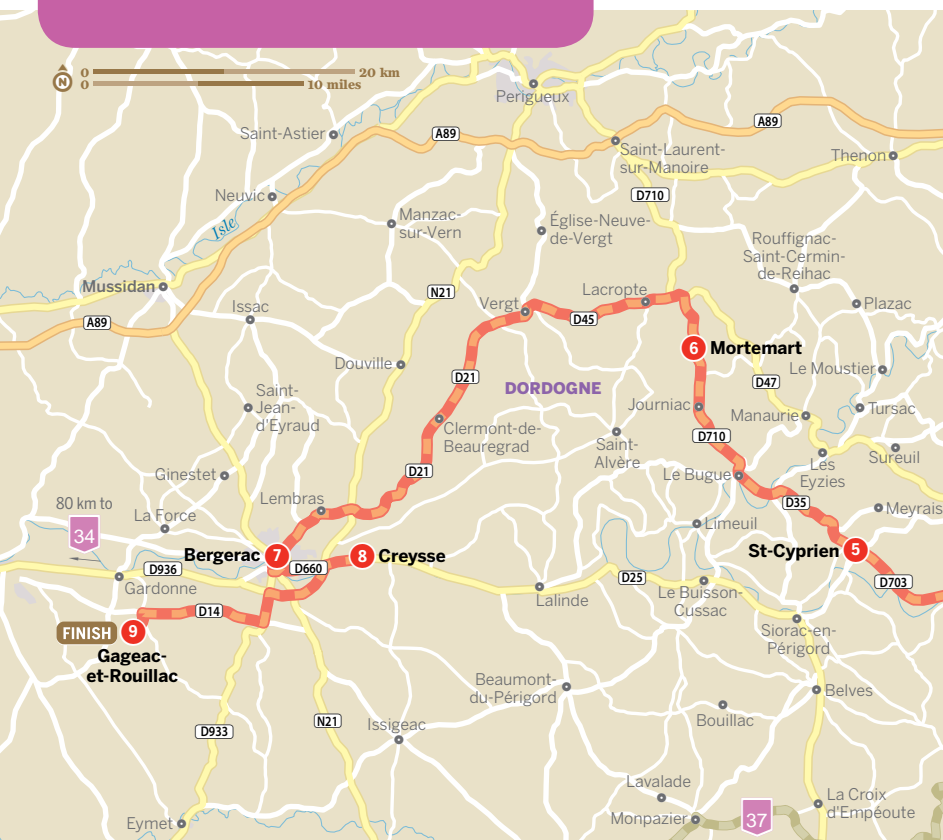 0 20 km
N
0 10 miles
Perigueux
Saint-Astier
A89
A89
Saint-Laurent-
sur-Manoire
Thenon
Neuvic
D710
Isle
Manzac-
sur-Vern
Église-Neuve-
de-Vergt
Rouffignac-
Saint-Cermin-
de-Reihac
Mussidan
N21
Lacropte
Vergt
Issac
Plazac
A89
D45
6 Mortemart
Douville
Le Moustier
D21
DORDOGNE
D47
Saint-
Jean-
d'Eyraud
Journiac
Manaurie
Tursac
Clermont-de-
Beauregrad
Saint-
Alvère
D710
Sureuil
Les
Eyzies
D21
Ginestet
Le Bugue
80 km to
34
Lembras
D35
Meyrais
La Force
Limeuil
Bergerac 7
8 Creysse
St-Cyprien 5
D660
D936
D25
D703
Gardonne
Lalinde
Le Buisson-
Cussac
D14
FINISH 9
Gageac-
et-Rouillac
Siorac-en-
Périgord
Beaumont-
du-Périgord
Belves
D933
N21
Issigeac
Bouillac
Lavalade
La Croix
d'Empéoute
Monpazier
37
Eymet